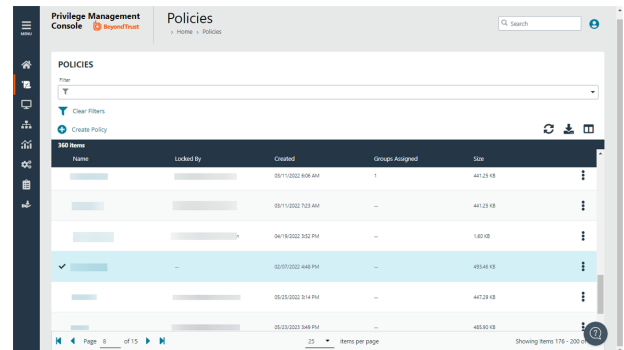 Privilege Management
Console BeyondTrust
Policies
> Home > Policies
Search
MENU
POLICIES
Filter
Clear Filters
Create Policy
360 items
Name Locked By Created Groups Assigned Size
03/11/2022 6:06 AM 1 441.25 KB
03/11/2022 7:23 AM -- 441.25 KB
04/19/2022 3:52 PM -- 1.80 KB
-- 02/07/2022 4:48 PM -- 493.46 KB
05/25/2022 3:14 PM -- 447.29 KB
05/23/2023 3:49 PM -- 485.90 KB
Page 8 of 15 25 items per page Showing items 176 - 200 of